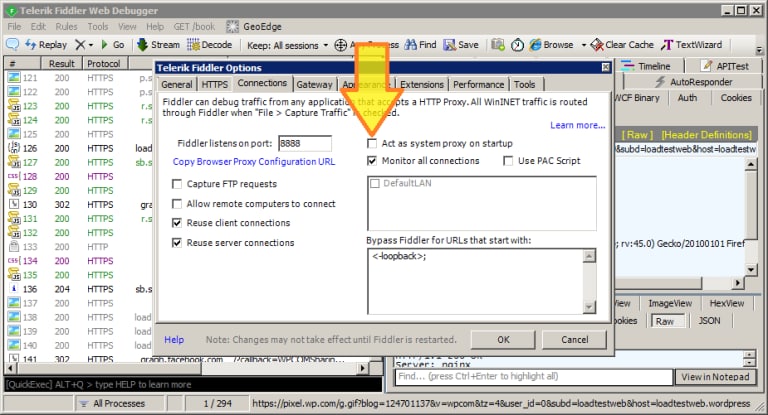 Telerik Fiddler Web Debugger
File Edit Rules Tools View Help GET /book GeoEdge
Replay Go Stream Decode Keep: All sessions Any Process Find Save Browse Clear Cache TextWizard
# Result Protocol
Timeline APITest
AutoResponder
WCF Binary Auth Cookies
[ Raw ] [Header Definitions]
&subd=loadtestweb&host=loadtestw
; rv:45.0) Gecko/20100101 Firef
121 200 HTTPS p.s
122 200 HTTPS p.s
123 200 HTTPS r.s
124 200 HTTPS r.s
125 200 HTTPS
126 200 HTTPS load
127 200 HTTPS sb.s
128 200 HTTPS
129 200 HTTPS
130 302 HTTPS gra
131 200 HTTPS r.s
132 200 HTTPS r.s
133 200 HTTP
134 200 HTTPS
135 200 HTTPS
136 204 HTTPS sb.s
137 200 HTTPS
138 200 HTTPS load
139 200 HTTPS load
140 200 HTTPS load
141 302 HTTPS graph.facebook.com /?callback=WPCOMSharin...
Telerik Fiddler Options
General HTTPS Connections Gateway Appearance Extensions Performance Tools
Fiddler can debug traffic from any application that accepts a HTTP Proxy. All WinINET traffic is routed
through Fiddler when "File > Capture Traffic" is checked.
Learn more...
Fiddler listens on port: 8888
Act as system proxy on startup
Copy Browser Proxy Configuration URL
Monitor all connections
Use PAC Script
Capture FTP requests
DefaultLAN
Allow remote computers to connect
Reuse client connections
Reuse server connections
Bypass Fiddler for URLs that start with:
<-loopback>;
Help
Note: Changes may not take effect until Fiddler is restarted.
OK
Cancel
ImageView HexView
Raw JSON
Server: nginx
[QuickExec] ALT+Q > type HELP to learn more
Find... (press Ctrl+Enter to highlight all)
View in Notepad
All Processes
1 / 294
https://pixel.wp.com/g.gif?blog=124701137&v=wpcom&tz=4&user_id=0&subd=loadtestweb&host=loadtestweb.wordpress